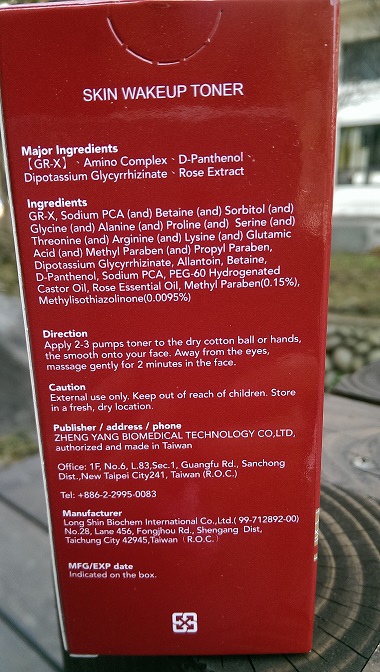 SKIN WAKEUP TONER
Major Ingredients
【GR-X】、Amino Complex、D-Panthenol、
Dipotassium Glycyrrhizinate、Rose Extract
Ingredients
GR-X, Sodium PCA (and) Betaine (and) Sorbitol (and)
Glycine (and) Alanine (and) Proline (and) Serine (and)
Threonine (and) Arginine (and) Lysine (and) Glutamic
Acid (and) Methyl Paraben (and) Propyl Paraben,
Dipotassium Glycyrrhizinate, Allantoin, Betaine,
D-Panthenol, Sodium PCA, PEG-60 Hydrogenated
Castor Oil, Rose Essential Oil, Methyl Paraben(0.15%),
Methylisothiazolinone(0.0095%)
Direction
Apply 2-3 pumps toner to the dry cotton ball or hands,
the smooth onto your face. Away from the eyes,
massage gently for 2 minutes in the face.
Caution
External use only. Keep out of reach of children. Store
in a fresh, dry location.
Publisher / address / phone
ZHENG YANG BIOMEDICAL TECHNOLOGY CO,LTD,
authorized and made in Taiwan
Office: 1F, No.6, L.83,Sec.1, Guangfu Rd., Sanchong
Dist.,New Taipei City241, Taiwan (R.O.C.)
Tel: +886-2-2995-0083
Manufacturer
Long Shin Biochem International Co.,Ltd.( 99-712892-00)
No.28, Lane 456, Fongjhou Rd., Shengang Dist,
Taichung City 42945,Taiwan（R.O.C.）
MFG/EXP date
Indicated on the box.